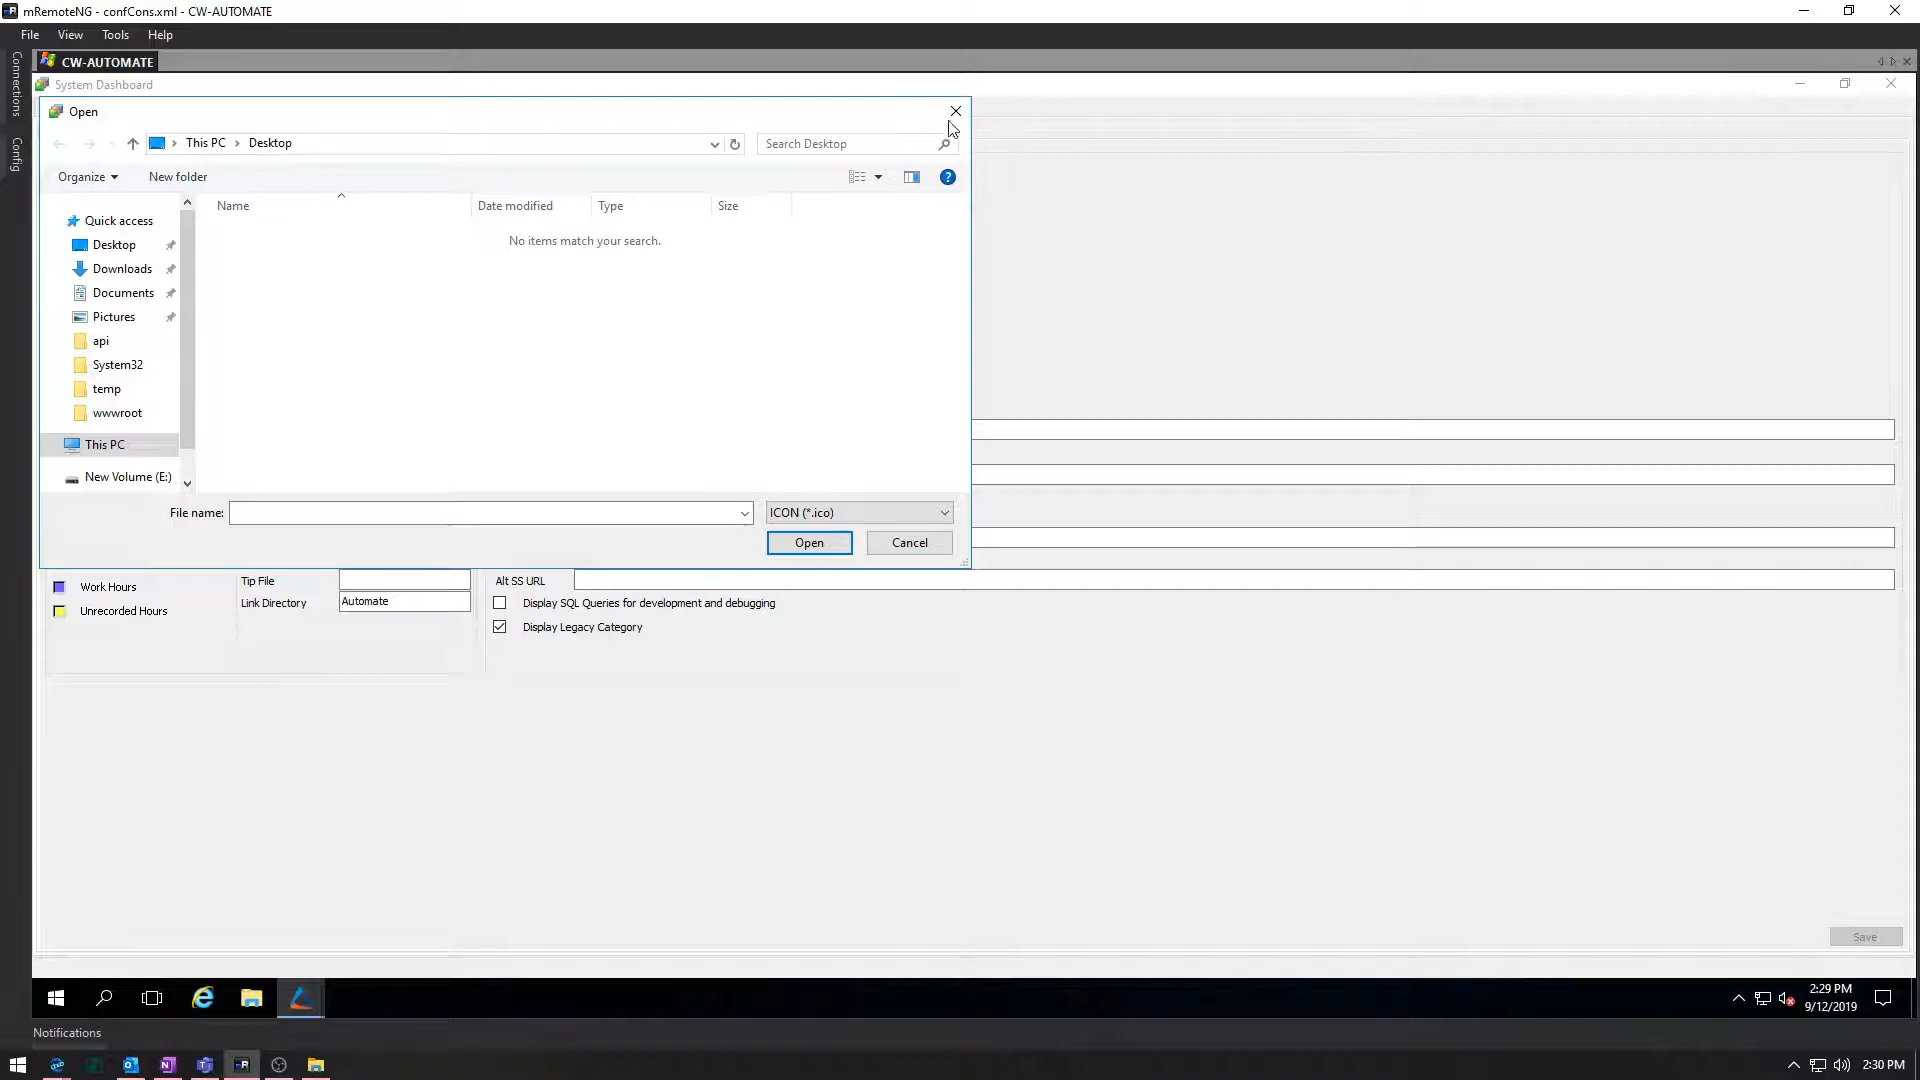 mRemoteNG - confCons.xml - CW-AUTOMATE
File View Tools Help
Connections
Config
CW-AUTOMATE
System Dashboard
Open
This PC > Desktop
Search Desktop
Organize
New folder
Name
Date modified
Type
Size
No items match your search.
Quick access
Desktop
Downloads
Documents
Pictures
api
System32
temp
wwwroot
This PC
New Volume (E:)
File name:
ICON (*.ico)
Open
Cancel
Work Hours
Unrecorded Hours
Tip File
Link Directory
Automate
Alt SS URL
Display SQL Queries for development and debugging
Display Legacy Category
Save
2:29 PM
9/12/2019
Notifications
2:30 PM